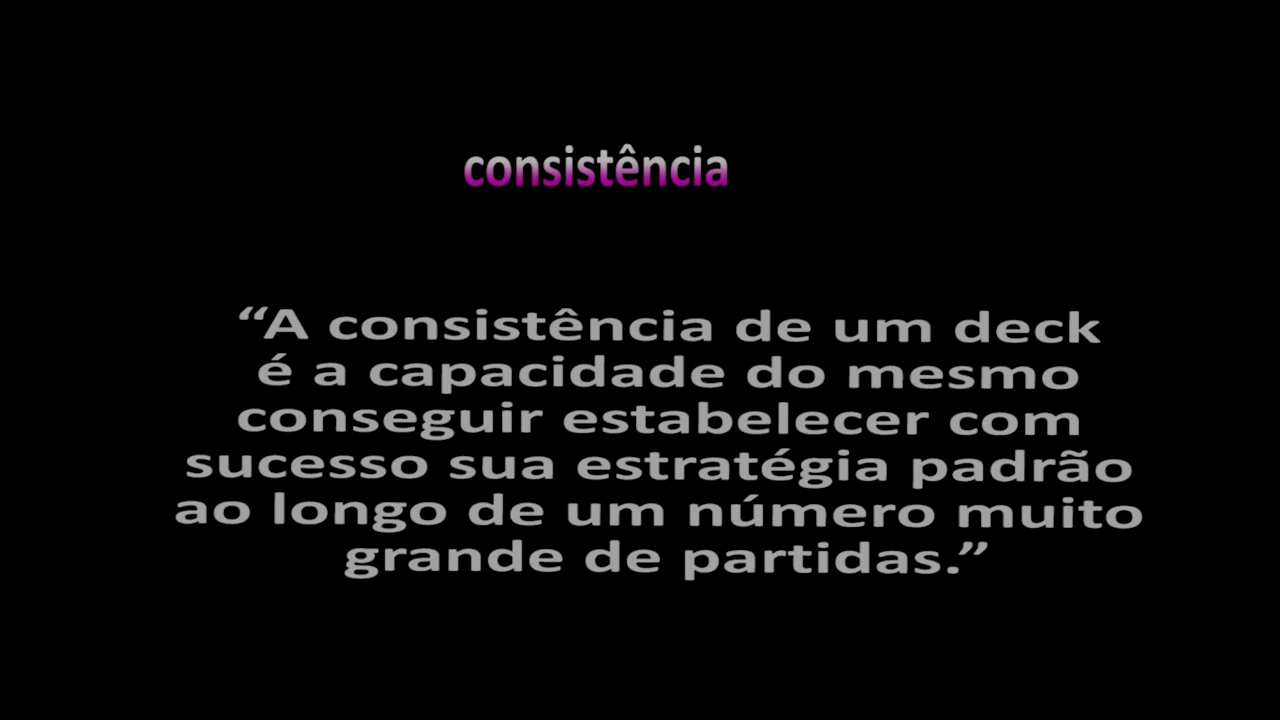 consistência
“A consistência de um deck
é a capacidade do mesmo
conseguir estabelecer com
sucesso sua estratégia padrão
ao longo de um número muito
grande de partidas.”